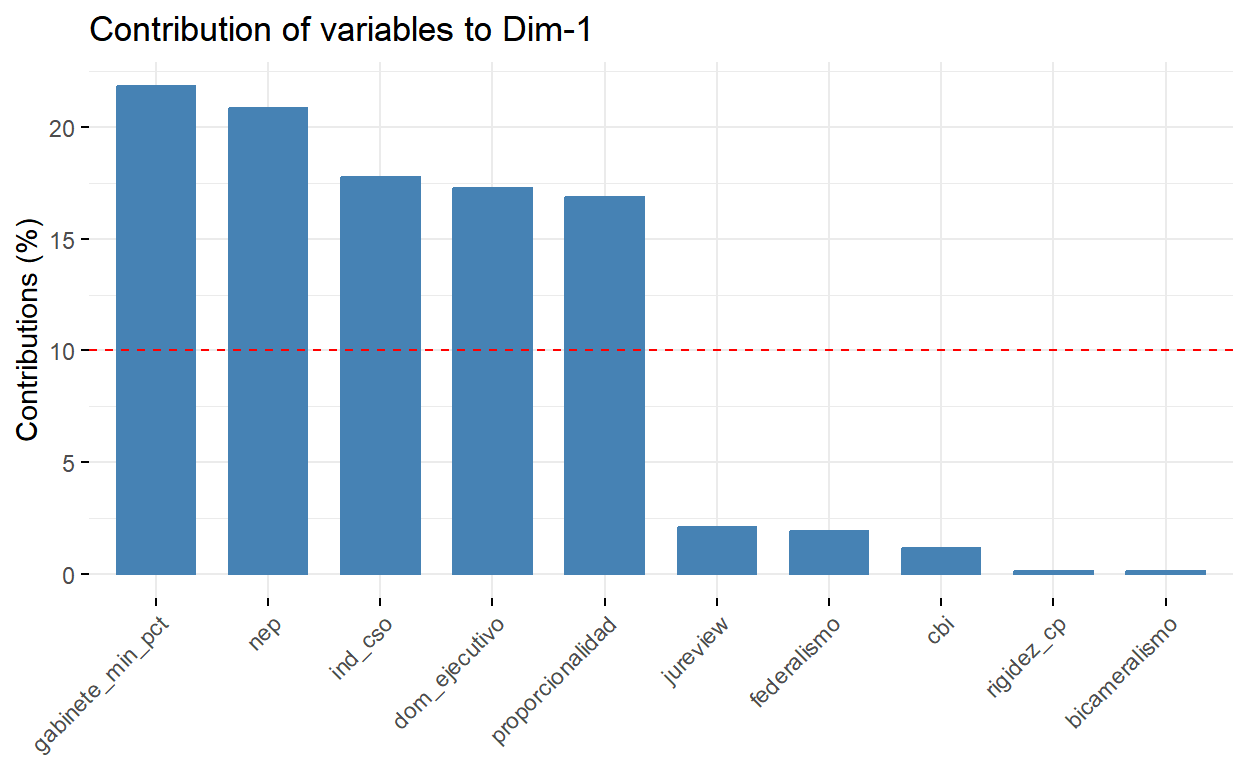 Contribution of variables to Dim-1
Contributions (%)
20
15
10
5
0
gabinete_min_pct
nep
ind_cso
dom_ejecutivo
proporcionalidad
jureview
federalismo
cbi
rigidez_cp
bicameralismo